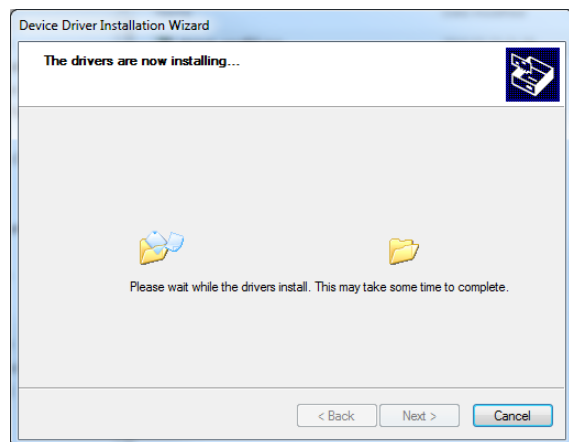 Device Driver Installation Wizard
The drivers are now installing...
Please wait while the drivers install. This may take some time to complete.
< Back
Next >
Cancel